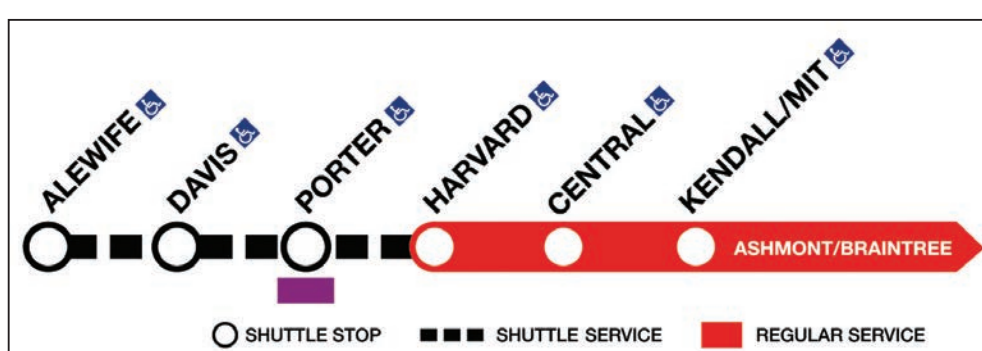 ALEWIFE
DAVIS
PORTER
HARVARD
CENTRAL
KENDALL/MIT
ASHMONT/BRAINTREE
SHUTTLE STOP
SHUTTLE SERVICE
REGULAR SERVICE